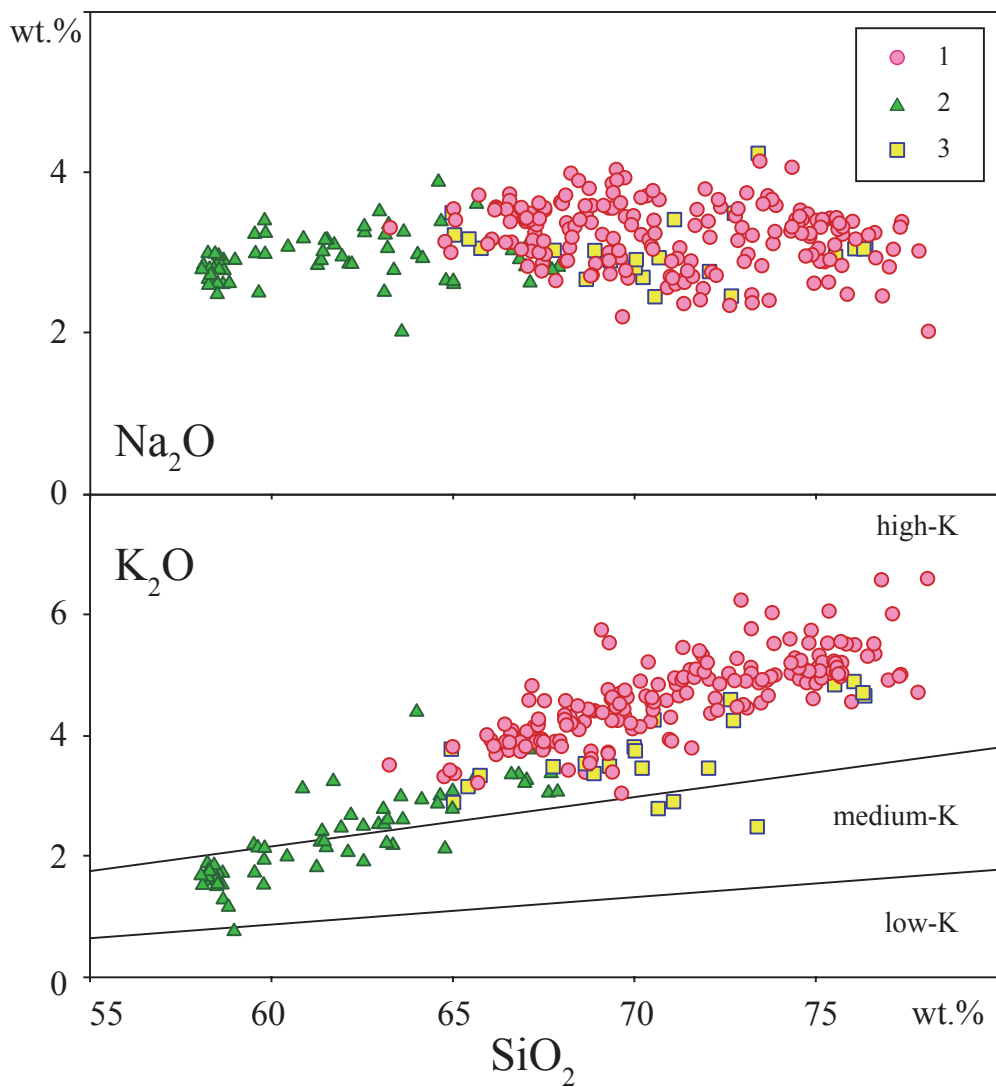 wt.%
1
2
3
4
2
Na₂O
0
high-K
K₂O
6
4
medium-K
2
low-K
0
55 60 65 70 75 wt.%
SiO₂